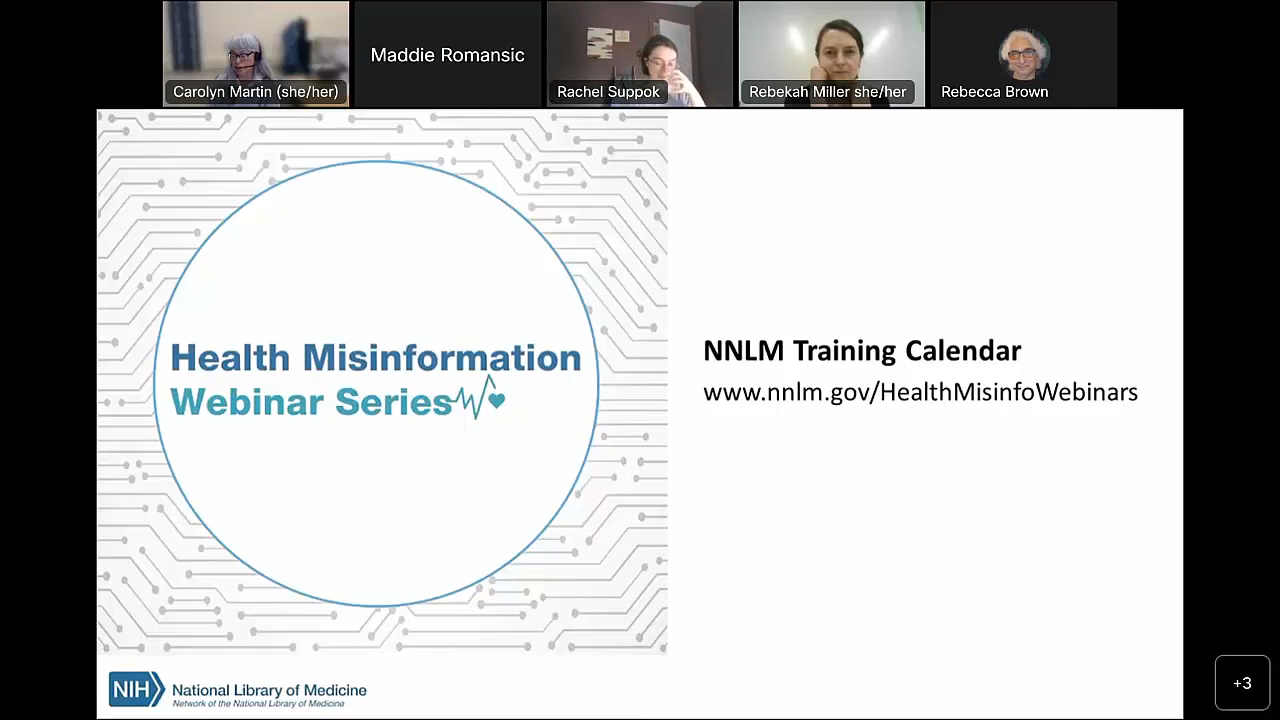 Carolyn Martin (she/her)
Maddie Romansic
Rachel Suppok
Rebekah Miller she/her
Rebecca Brown
Health Misinformation
Webinar Series
NNLM Training Calendar
www.nnlm.gov/HealthMisinfoWebinars
NIH
National Library of Medicine
Network of the National Library of Medicine
+3